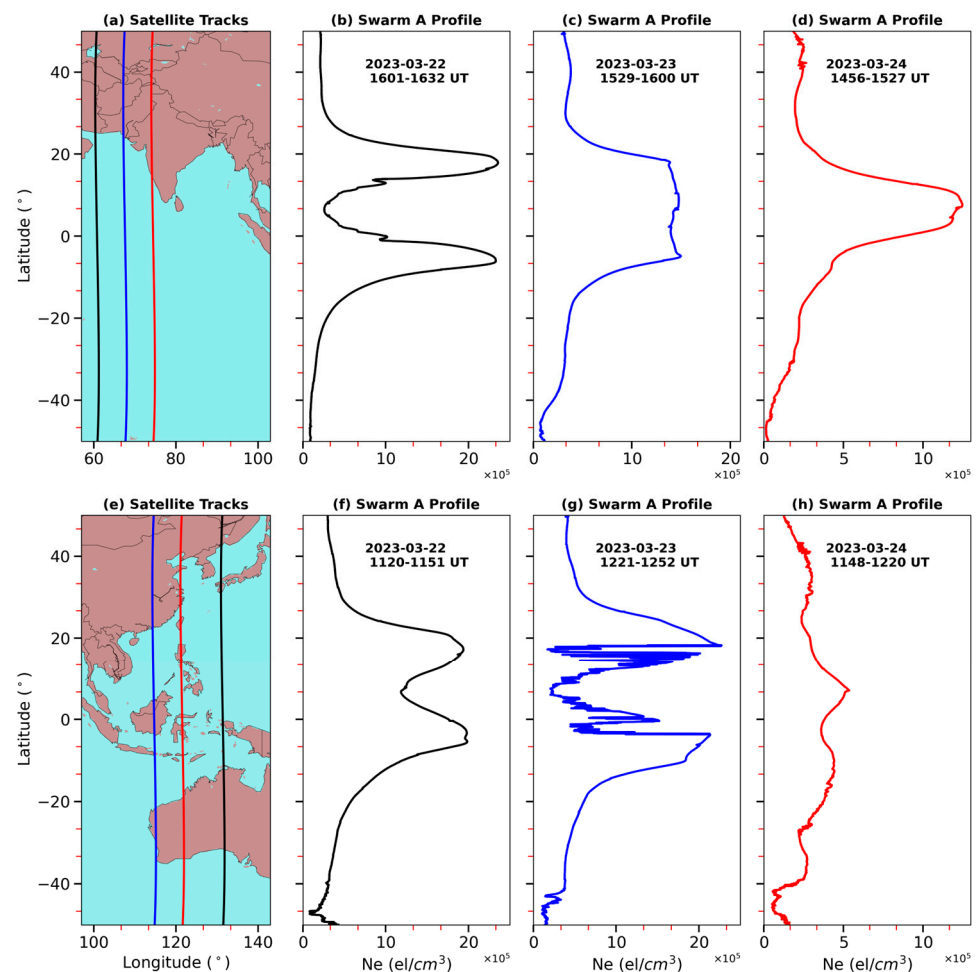 (a) Satellite Tracks
(b) Swarm A Profile
(c) Swarm A Profile
(d) Swarm A Profile
2023-03-22
1601-1632 UT
2023-03-23
1529-1600 UT
2023-03-24
1456-1527 UT
Latitude (°)
40
20
0
−20
−40
60
80
100
0
10
20
×10⁵
0
10
20
×10⁵
0
5
10
×10⁵
(e) Satellite Tracks
(f) Swarm A Profile
(g) Swarm A Profile
(h) Swarm A Profile
2023-03-22
1120-1151 UT
2023-03-23
1221-1252 UT
2023-03-24
1148-1220 UT
Latitude (°)
40
20
0
−20
−40
100
120
140
0
10
20
×10⁵
0
10
20
×10⁵
0
5
10
×10⁵
Longitude (°)
Ne (el/cm³)
Ne (el/cm³)
Ne (el/cm³)